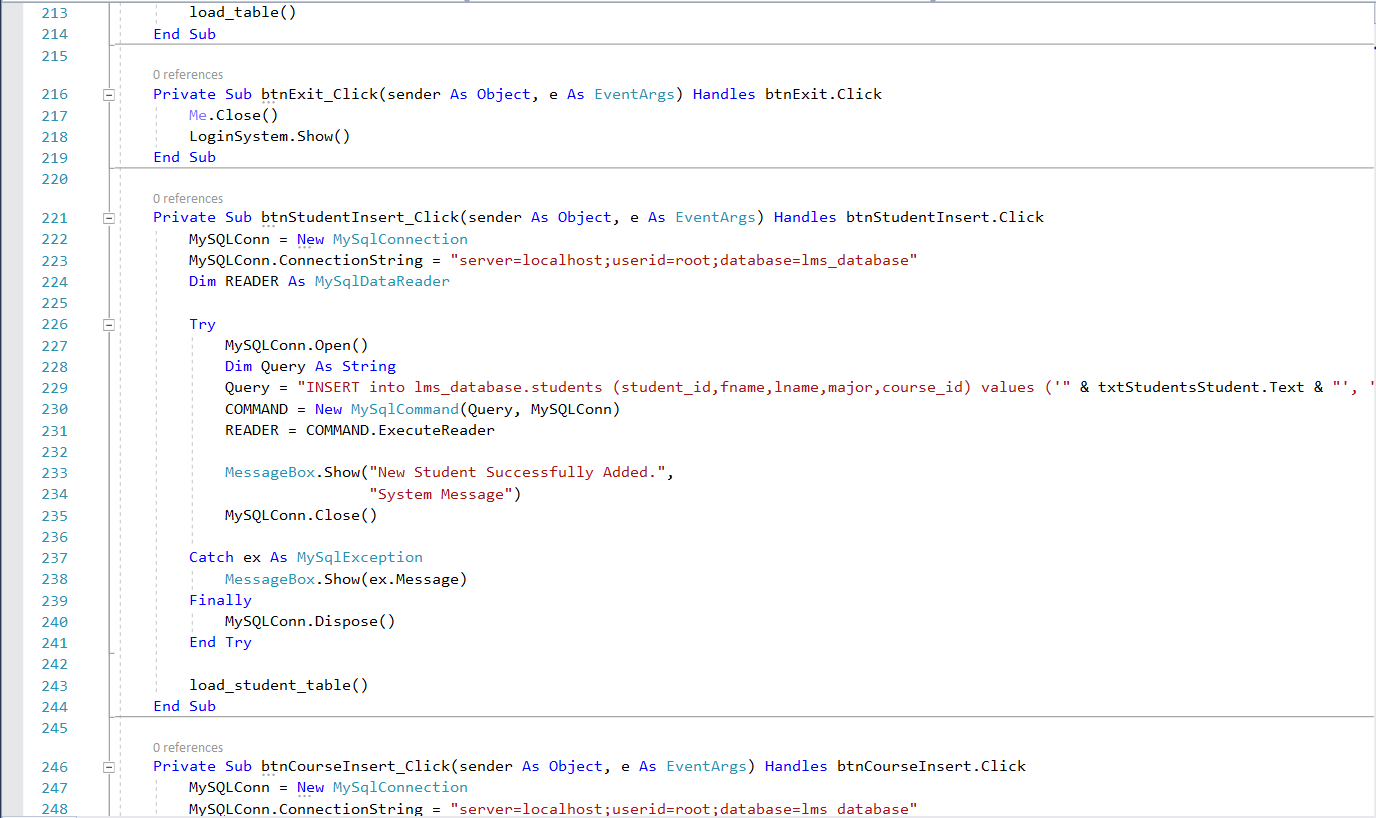 213 load_table()
214 End Sub
215
0 references
216 Private Sub btnExit_Click(sender As Object, e As EventArgs) Handles btnExit.Click
217 Me.Close()
218 LoginSystem.Show()
219 End Sub
220
0 references
221 Private Sub btnStudentInsert_Click(sender As Object, e As EventArgs) Handles btnStudentInsert.Click
222 MySQLConn = New MySqlConnection
223 MySQLConn.ConnectionString = "server=localhost;userid=root;database=lms_database"
224 Dim READER As MySqlDataReader
225
226 Try
227 MySQLConn.Open()
228 Dim Query As String
229 Query = "INSERT into lms_database.students (student_id,fname,lname,major,course_id) values ('" & txtStudentsStudent.Text & "', '
230 COMMAND = New MySqlCommand(Query, MySQLConn)
231 READER = COMMAND.ExecuteReader
232
233 MessageBox.Show("New Student Successfully Added.",
234 "System Message")
235 MySQLConn.Close()
236
237 Catch ex As MySqlException
238 MessageBox.Show(ex.Message)
239 Finally
240 MySQLConn.Dispose()
241 End Try
242
243 load_student_table()
244 End Sub
245
0 references
246 Private Sub btnCourseInsert_Click(sender As Object, e As EventArgs) Handles btnCourseInsert.Click
247 MySQLConn = New MySqlConnection
248 MySQLConn.ConnectionString = "server=localhost;userid=root;database=lms_database"